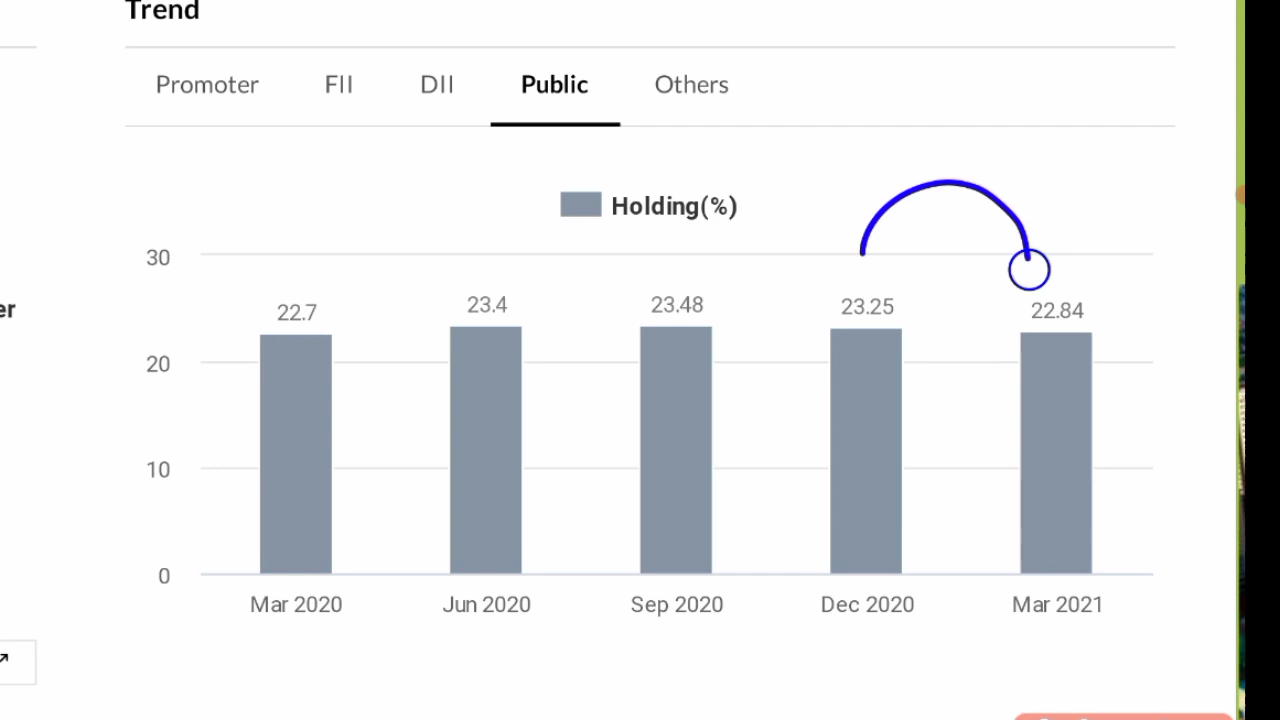 Trend
Promoter FII DII Public Others
Holding(%)
30
22.7 23.4 23.48 23.25 22.84
er
20
10
0
Mar 2020 Jun 2020 Sep 2020 Dec 2020 Mar 2021